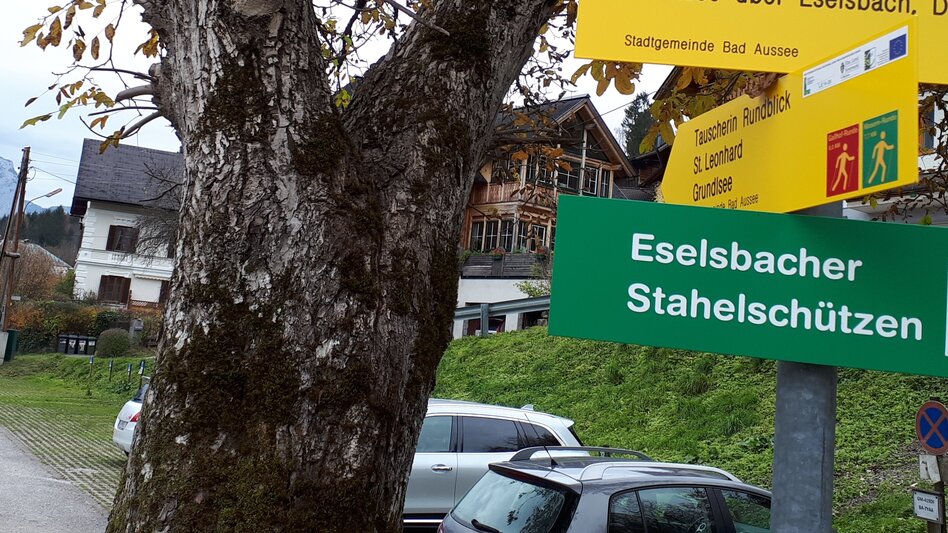 über Eselsbach, D
Stadtgemeinde Bad Aussee
Tauscherin Rundblick
St. Leonhard
Grundlsee
Bad Aussee
Eselsbacher
Stahelschützen